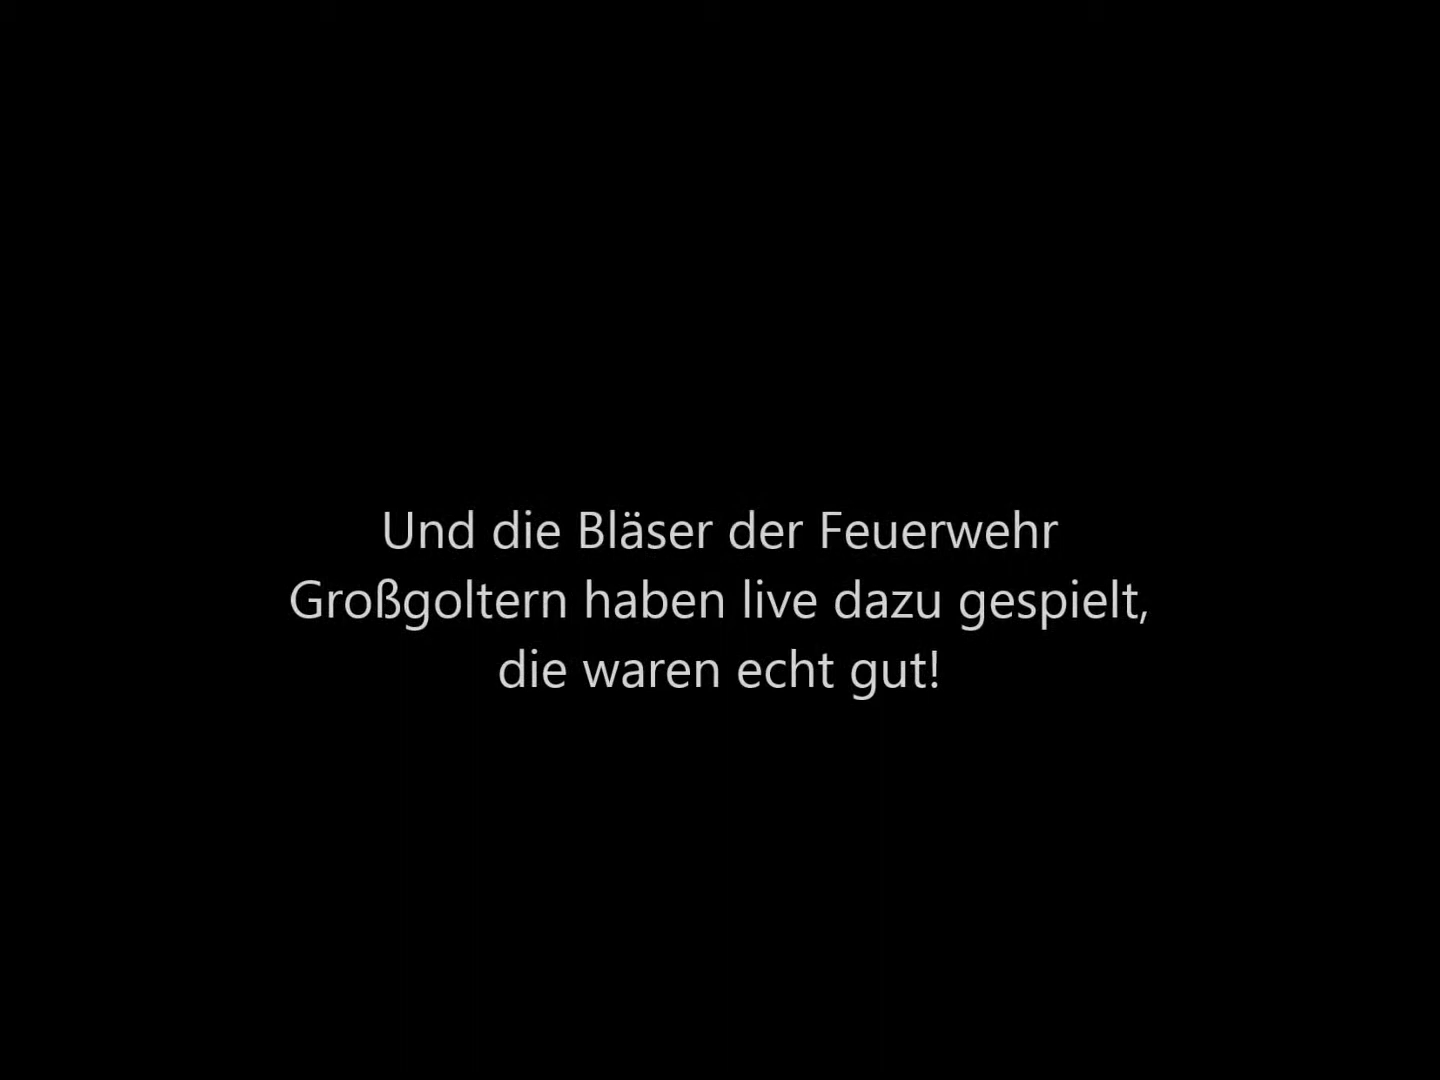 Und die Bläser der Feuerwehr
Großgoltern haben live dazu gespielt,
die waren echt gut!